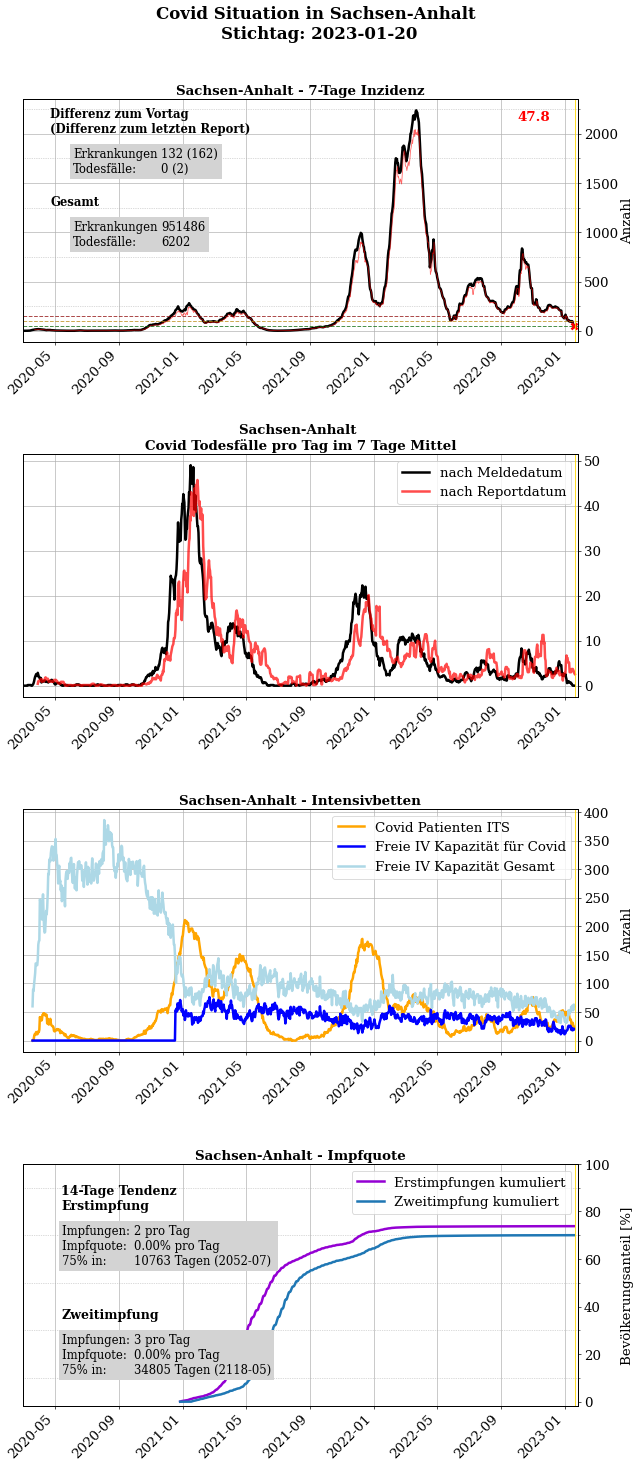 Covid Situation in Sachsen-Anhalt
Stichtag: 2023-01-20
Sachsen-Anhalt - 7-Tage Inzidenz
Differenz zum Vortag
(Differenz zum letzten Report)
Erkrankungen 132 (162)
Todesfälle: 0 (2)
Gesamt
Erkrankungen 951486
Todesfälle: 6202
47.8
2000
1500
1000
500
0
Anzahl
2020-05 2020-09 2021-01 2021-05 2021-09 2022-01 2022-05 2022-09 2023-01
Sachsen-Anhalt
Covid Todesfälle pro Tag im 7 Tage Mittel
nach Meldedatum
nach Reportdatum
50
40
30
20
10
0
2020-05 2020-09 2021-01 2021-05 2021-09 2022-01 2022-05 2022-09 2023-01
Sachsen-Anhalt - Intensivbetten
Covid Patienten ITS
Freie IV Kapazität für Covid
Freie IV Kapazität Gesamt
400
350
300
250
200
150
100
50
0
Anzahl
2020-05 2020-09 2021-01 2021-05 2021-09 2022-01 2022-05 2022-09 2023-01
Sachsen-Anhalt - Impfquote
14-Tage Tendenz
Erstimpfung
Impfungen: 2 pro Tag
Impfquote: 0.00% pro Tag
75% in: 10763 Tagen (2052-07)
Zweitimpfung
Impfungen: 3 pro Tag
Impfquote: 0.00% pro Tag
75% in: 34805 Tagen (2118-05)
Erstimpfungen kumuliert
Zweitimpfung kumuliert
100
80
60
40
20
0
Bevölkerungsanteil [%]
2020-05 2020-09 2021-01 2021-05 2021-09 2022-01 2022-05 2022-09 2023-01